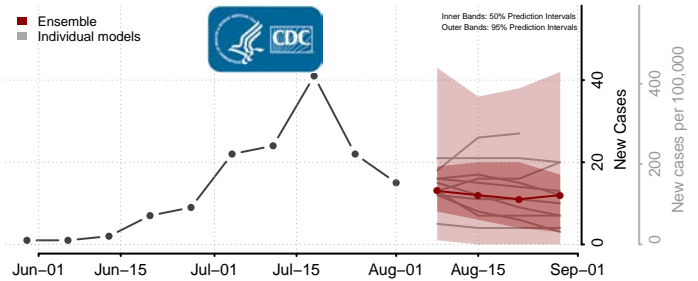 Ensemble
Individual models
CDC
Inner Bands: 50% Prediction Intervals
Outer Bands: 95% Prediction Intervals
0
20
40
New Cases
0
200
400
New cases per 100,000
Jun−01
Jun−15
Jul−01
Jul−15
Aug−01
Aug−15
Sep−01